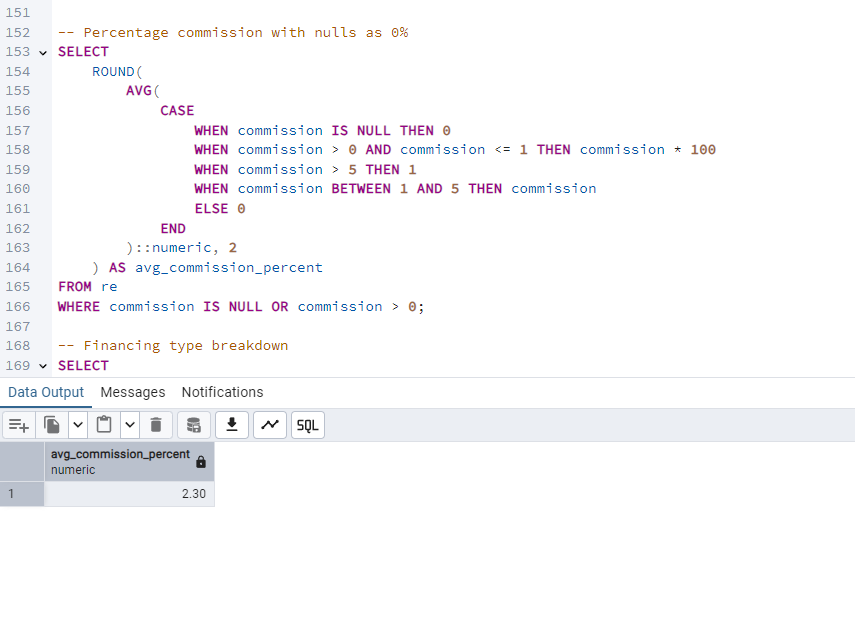 151
152 -- Percentage commission with nulls as 0%
153 SELECT
154 ROUND(
155 AVG(
156 CASE
157 WHEN commission IS NULL THEN 0
158 WHEN commission > 0 AND commission <= 1 THEN commission * 100
159 WHEN commission > 5 THEN 1
160 WHEN commission BETWEEN 1 AND 5 THEN commission
161 ELSE 0
162 END
163 )::numeric, 2
164 ) AS avg_commission_percent
165 FROM re
166 WHERE commission IS NULL OR commission > 0;
167
168 -- Financing type breakdown
169 SELECT
Data Output Messages Notifications
SQL
avg_commission_percent
numeric
1 2.30